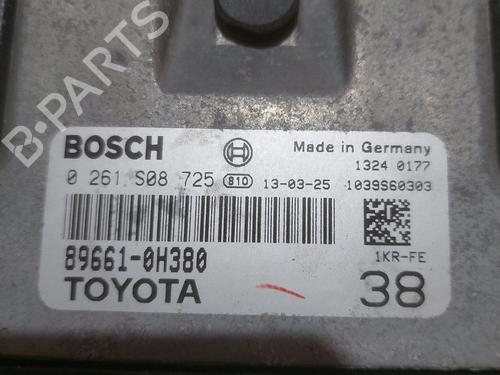 B-PARTS
BOSCH
Made in Germany
1324 0177
0 261 S08 725 810 13-03-25 1039S60303
89661-0H380
1KR-FE
TOYOTA
38